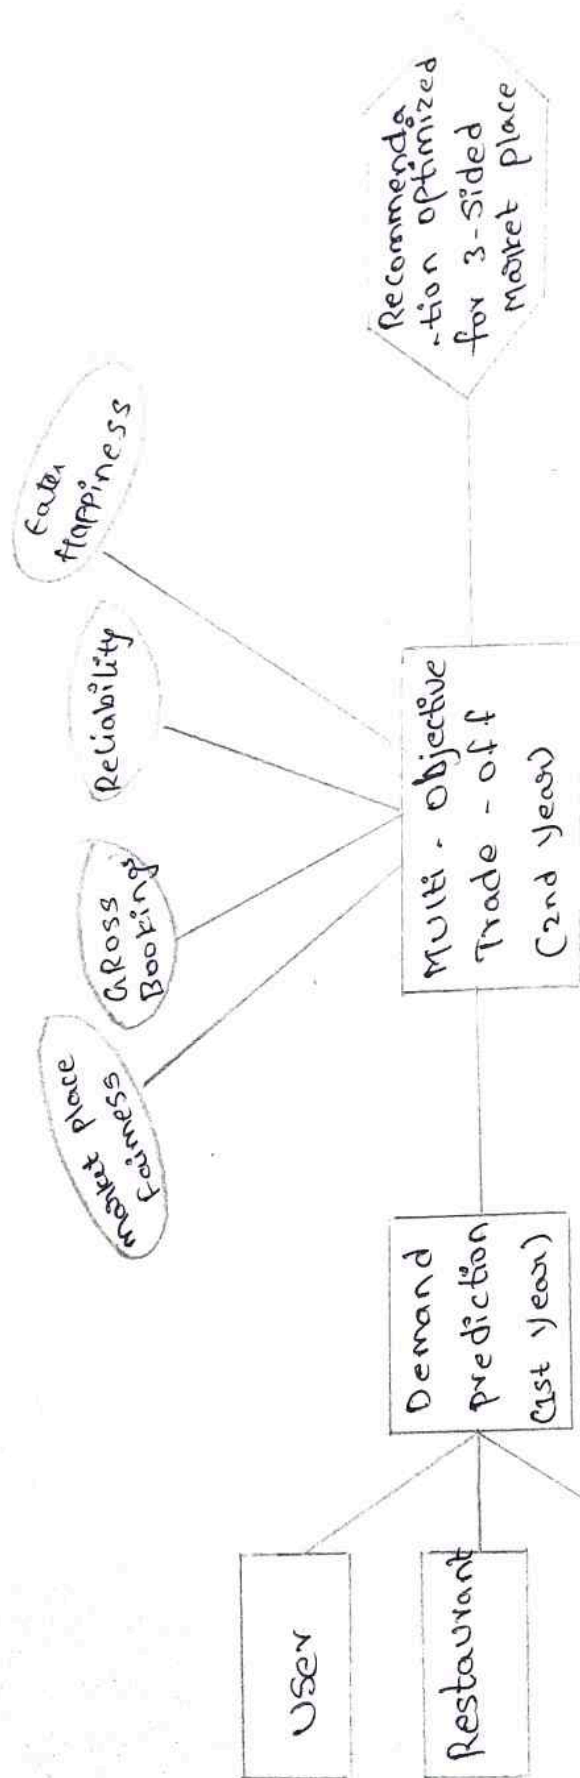 Market place
Fairness
GROSS
Booking
Reliability
Eater
Happiness
User
Restaurant
Demand
prediction
(1st year)
Multi - objective
Trade - off
(2nd year)
Recommenda
-tion optimized
for 3-sided
Market place